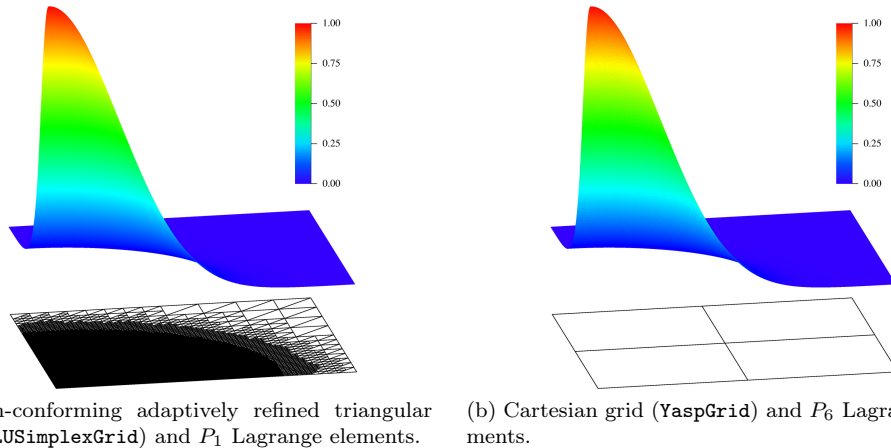 1.00
0.75
0.50
0.25
0.00
1.00
0.75
0.50
0.25
0.00
n-conforming adaptively refined triangular
USimplexGrid) and P₁ Lagrange elements.
(b) Cartesian grid (YaspGrid) and P₆ Lagra
ments.